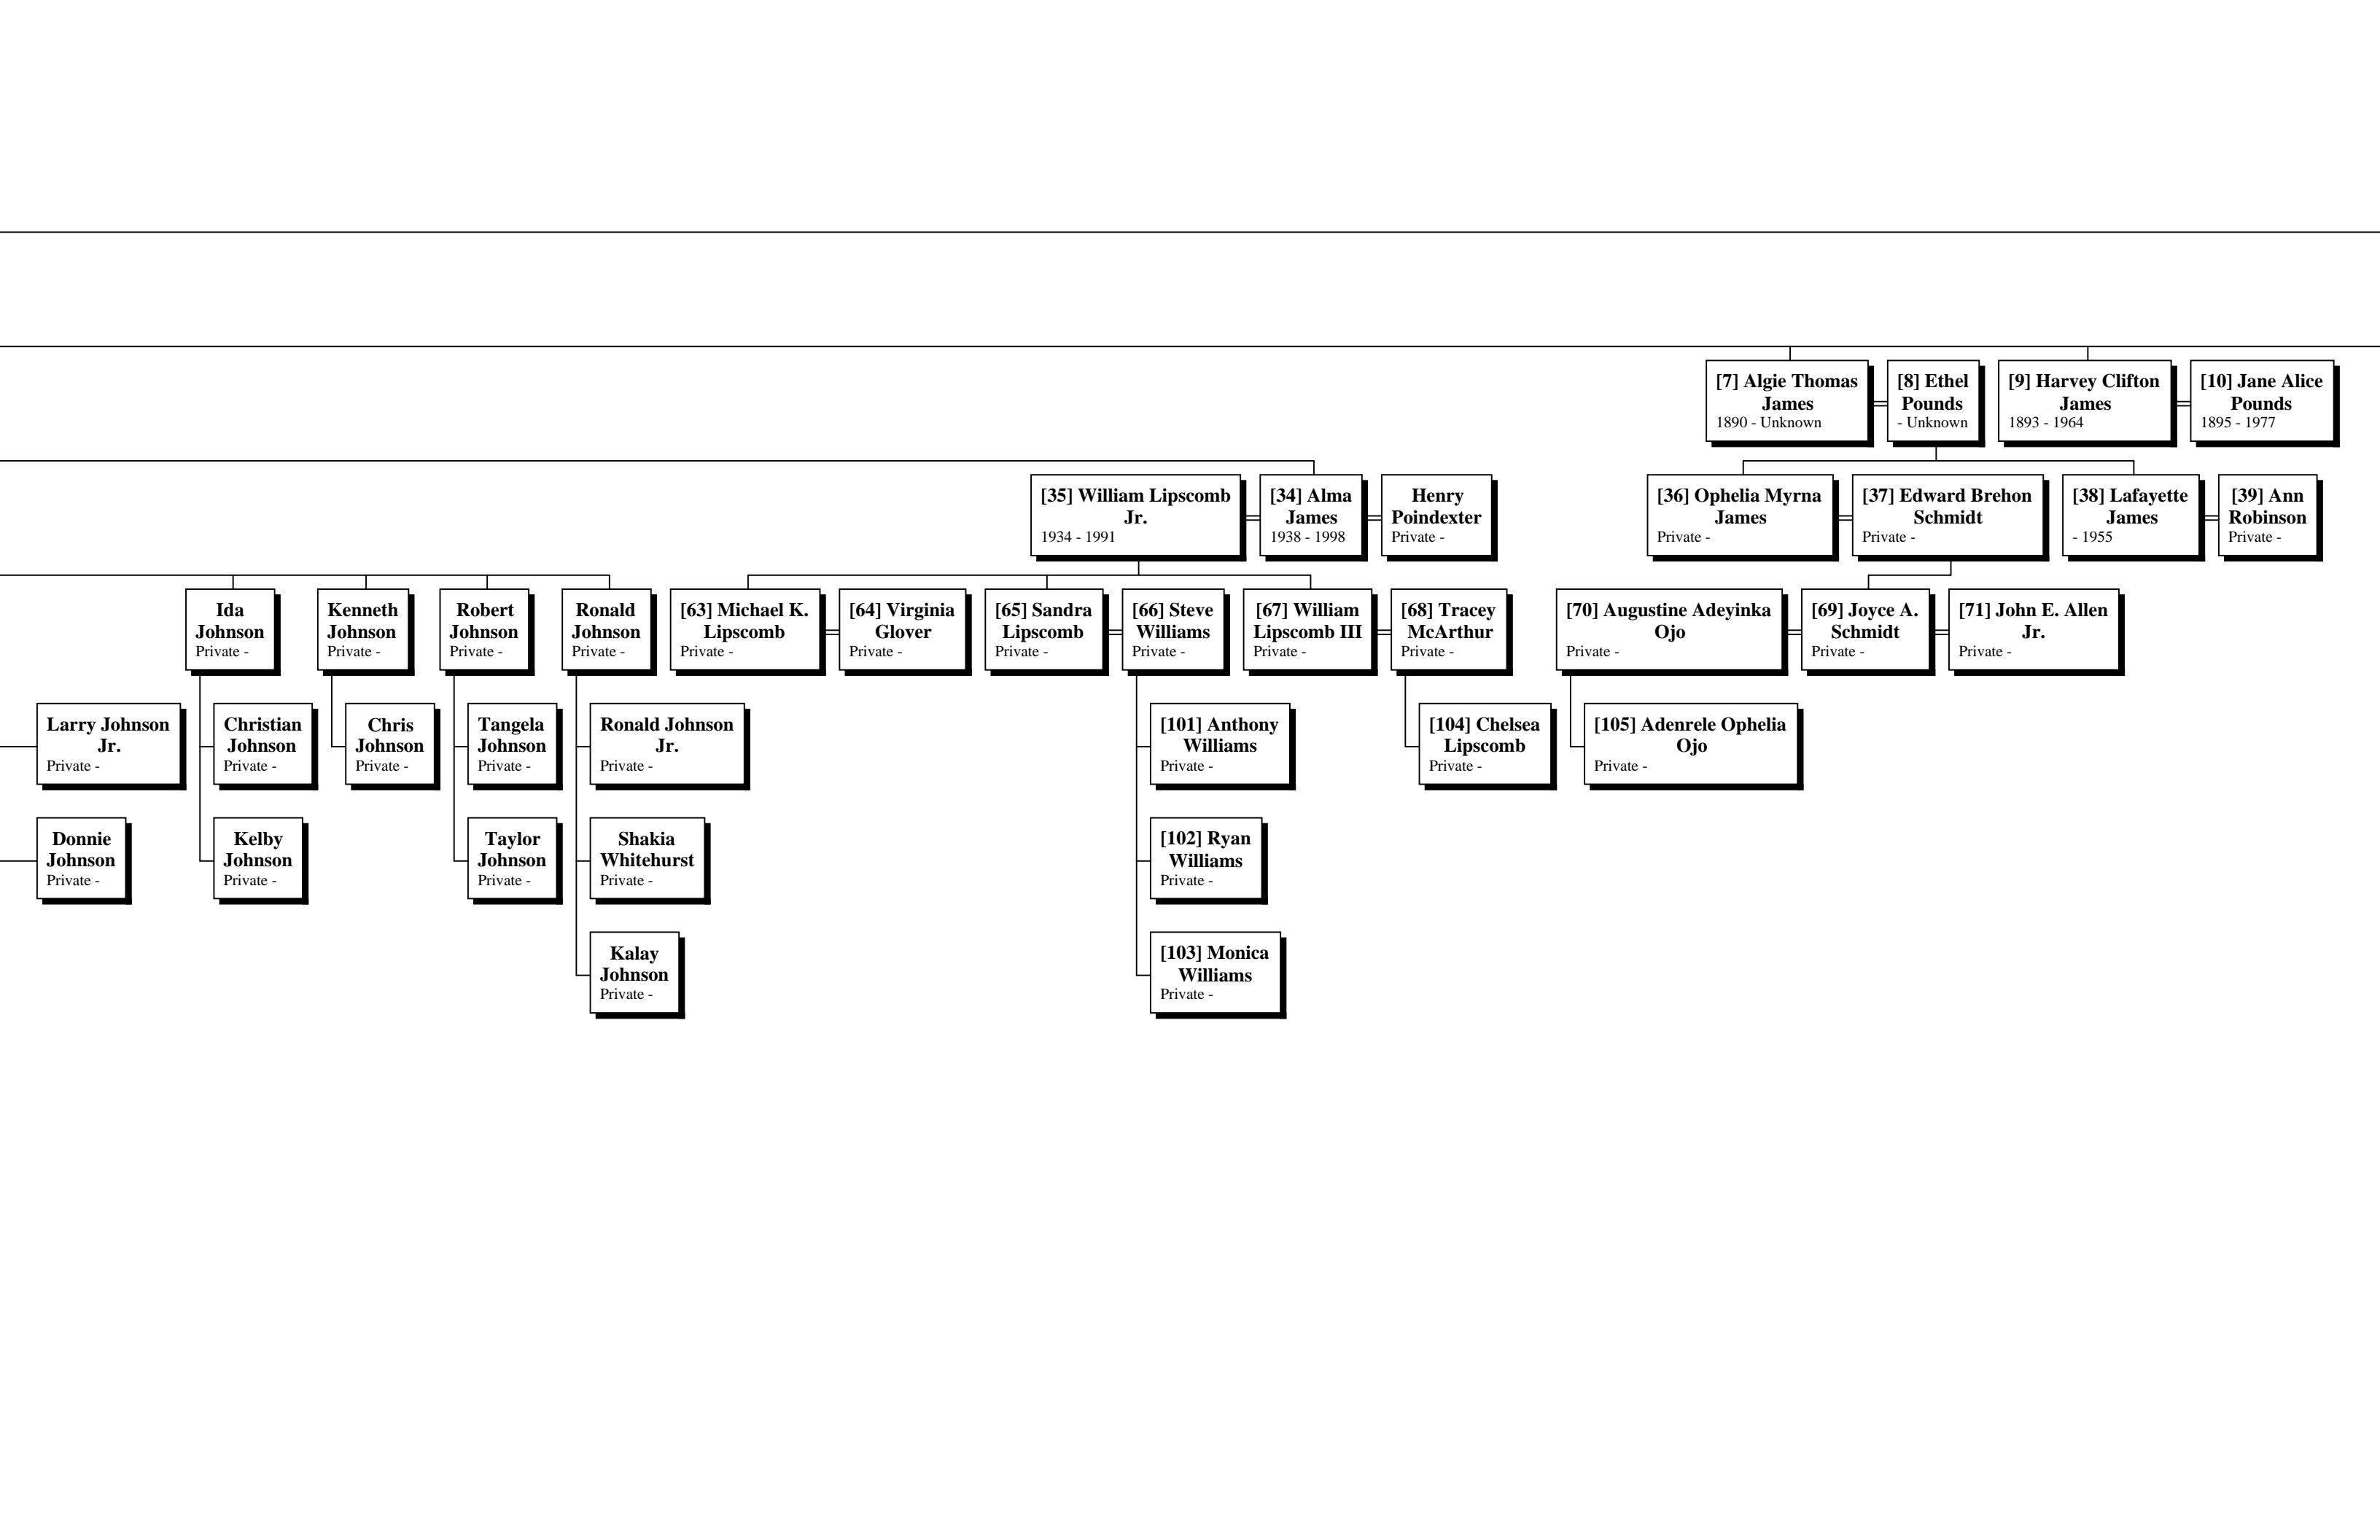 [7] Algie Thomas
James
1890 - Unknown
[8] Ethel
Pounds
- Unknown
[9] Harvey Clifton
James
1893 - 1964
[10] Jane Alice
Pounds
1895 - 1977
[35] William Lipscomb
Jr.
1934 - 1991
[34] Alma
James
1938 - 1998
Henry
Poindexter
Private -
[36] Ophelia Myrna
James
Private -
[37] Edward Brehon
Schmidt
Private -
[38] Lafayette
James
- 1955
[39] Ann
Robinson
Private -
Ida
Johnson
Private -
Kenneth
Johnson
Private -
Robert
Johnson
Private -
Ronald
Johnson
Private -
[63] Michael K.
Lipscomb
Private -
[64] Virginia
Glover
Private -
[65] Sandra
Lipscomb
Private -
[66] Steve
Williams
Private -
[67] William
Lipscomb III
Private -
[68] Tracey
McArthur
Private -
[70] Augustine Adeyinka
Ojo
Private -
[69] Joyce A.
Schmidt
Private -
[71] John E. Allen
Jr.
Private -
Larry Johnson
Jr.
Private -
Christian
Johnson
Private -
Chris
Johnson
Private -
Tangela
Johnson
Private -
Ronald Johnson
Jr.
Private -
[101] Anthony
Williams
Private -
[104] Chelsea
Lipscomb
Private -
[105] Adenrele Ophelia
Ojo
Private -
Donnie
Johnson
Private -
Kelby
Johnson
Private -
Taylor
Johnson
Private -
Shakia
Whitehurst
Private -
[102] Ryan
Williams
Private -
Kalay
Johnson
Private -
[103] Monica
Williams
Private -